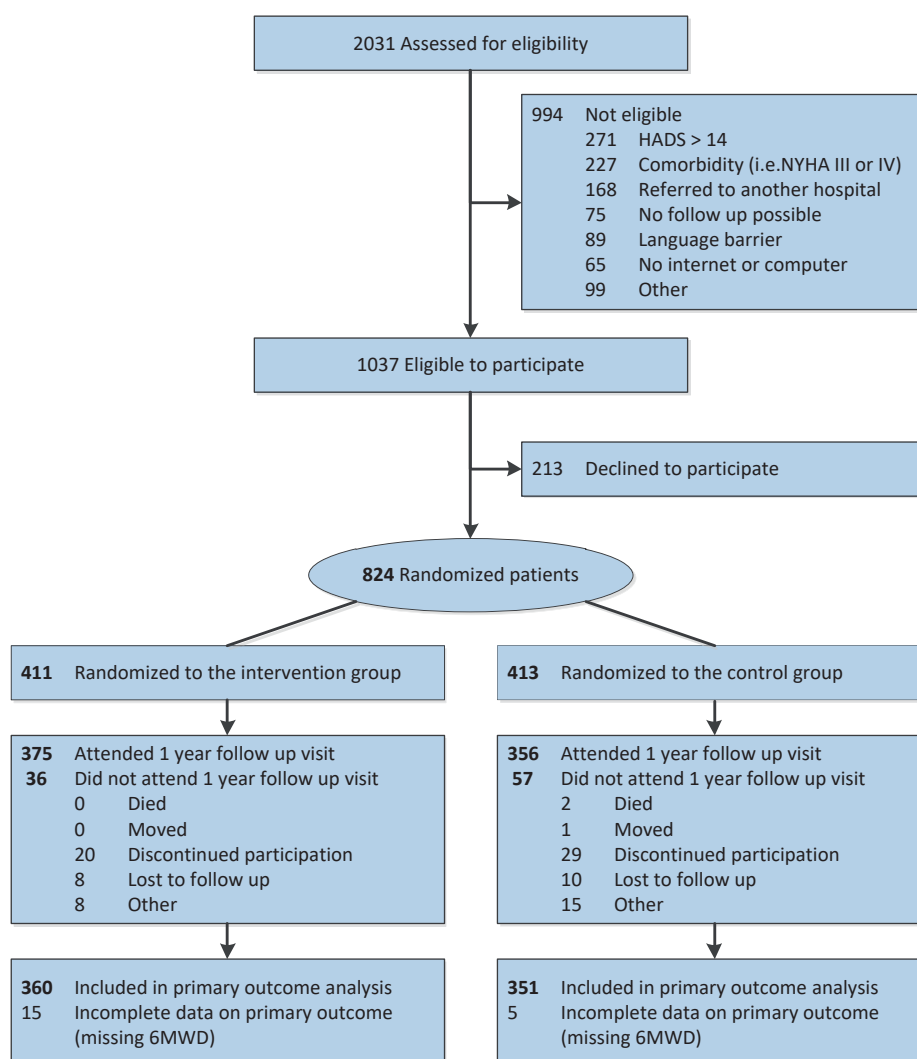 2031 Assessed for eligibility
994 Not eligible
271 HADS > 14
227 Comorbidity (i.e.NYHA III or IV)
168 Referred to another hospital
75 No follow up possible
89 Language barrier
65 No internet or computer
99 Other
1037 Eligible to participate
213 Declined to participate
824 Randomized patients
411 Randomized to the intervention group
413 Randomized to the control group
375 Attended 1 year follow up visit
36 Did not attend 1 year follow up visit
0 Died
0 Moved
20 Discontinued participation
8 Lost to follow up
8 Other
356 Attended 1 year follow up visit
57 Did not attend 1 year follow up visit
2 Died
1 Moved
29 Discontinued participation
10 Lost to follow up
15 Other
360 Included in primary outcome analysis
15 Incomplete data on primary outcome
(missing 6MWD)
351 Included in primary outcome analysis
5 Incomplete data on primary outcome
(missing 6MWD)